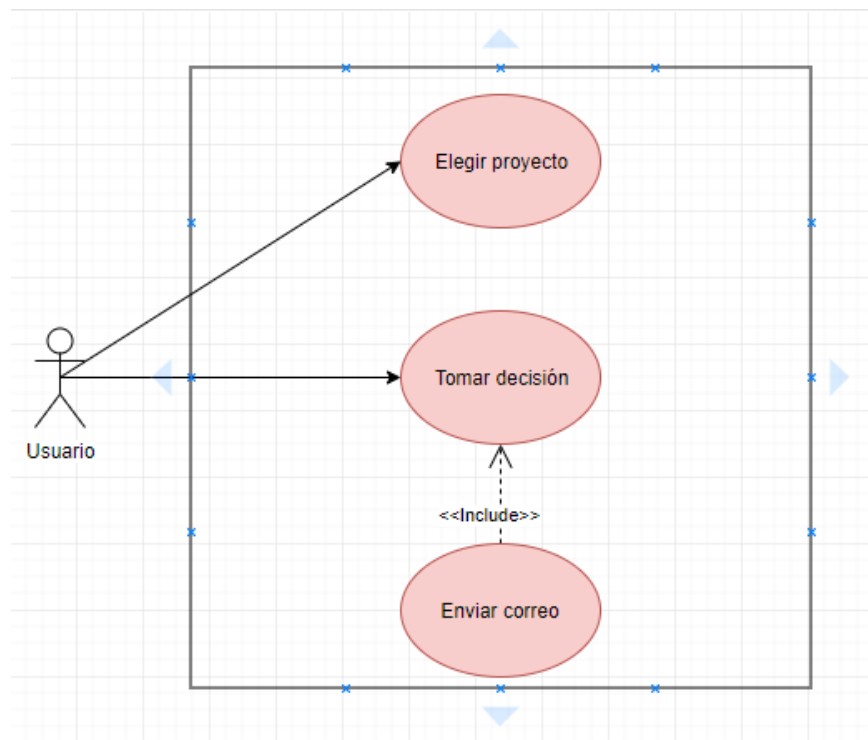 Elegir proyecto
Tomar decisión
Usuario
<<Include>>
Enviar correo